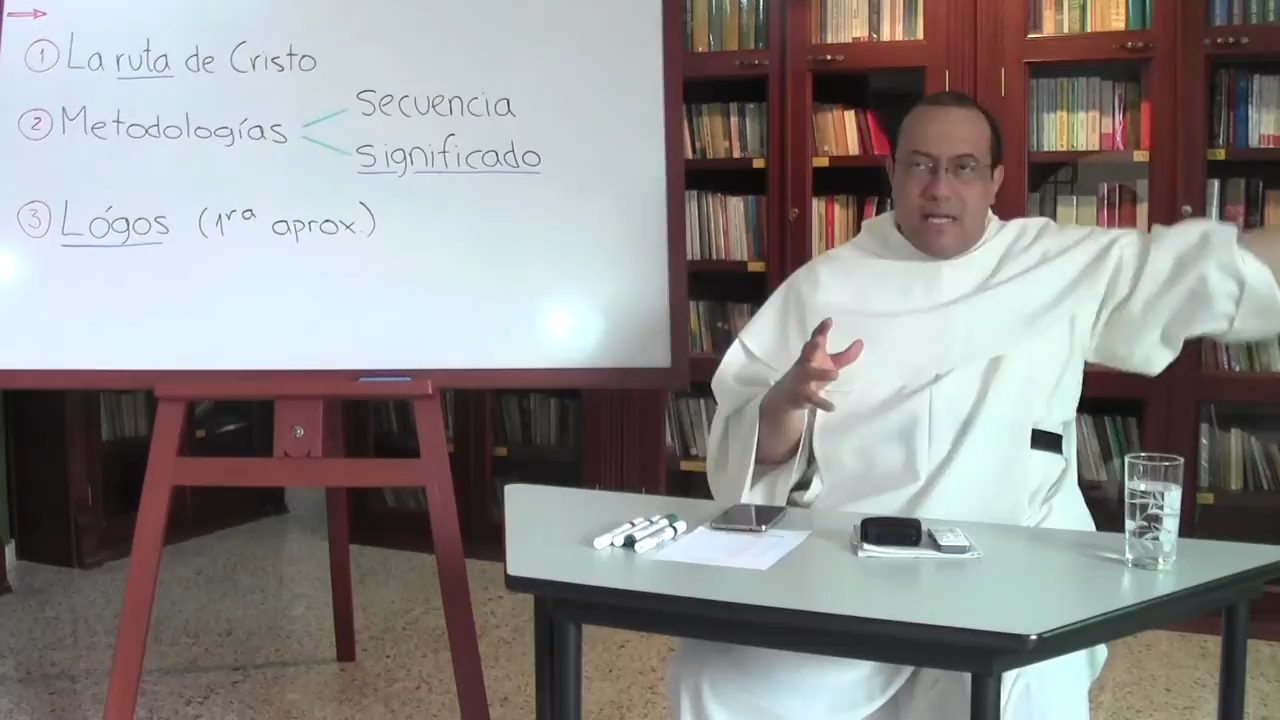 1 La ruta de Cristo
Secuencia
2 Metodologías
significado
3 Lógos (1ra aprox.)